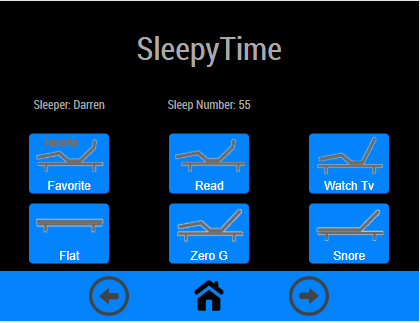 SleepyTime
Sleeper: Darren
Sleep Number: 55
Favorite
Read
Watch Tv
Flat
Zero G
Snore